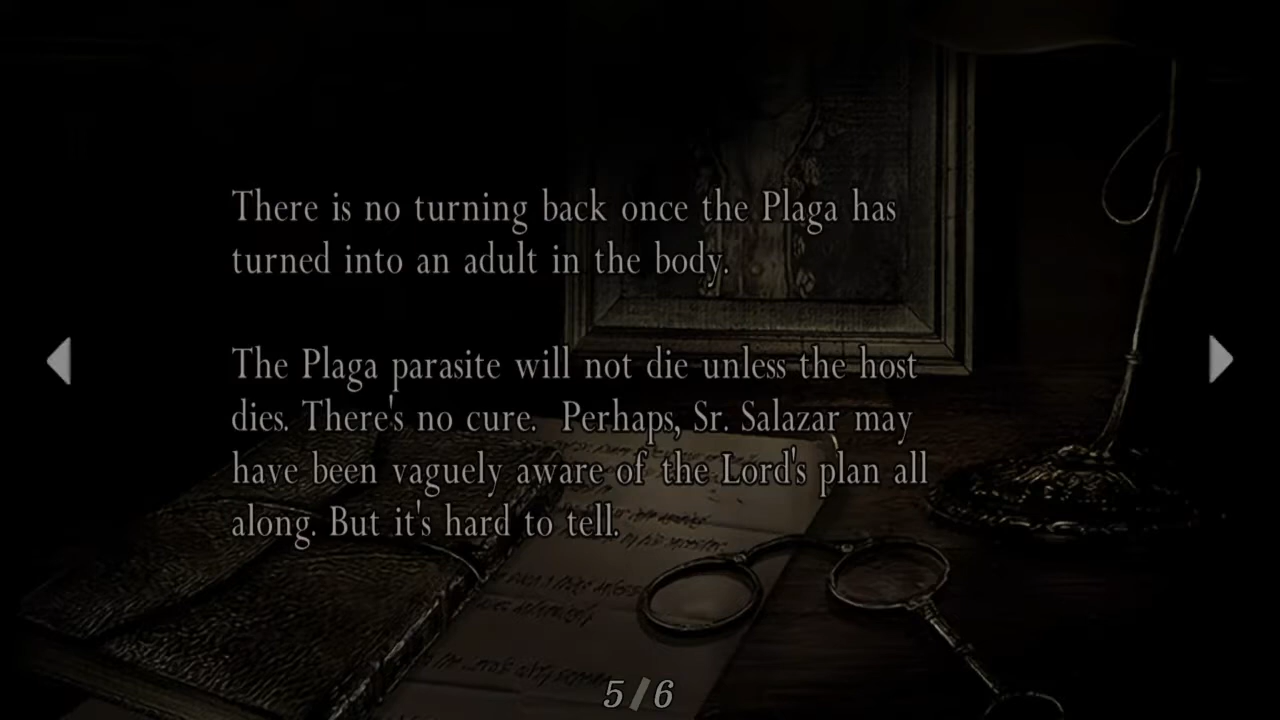 There is no turning back once the Plaga has
turned into an adult in the body.
The Plaga parasite will not die unless the host
dies. There's no cure.  Perhaps, Sr. Salazar may
have been vaguely aware of the Lord's plan all
along. But it's hard to tell.
5/6